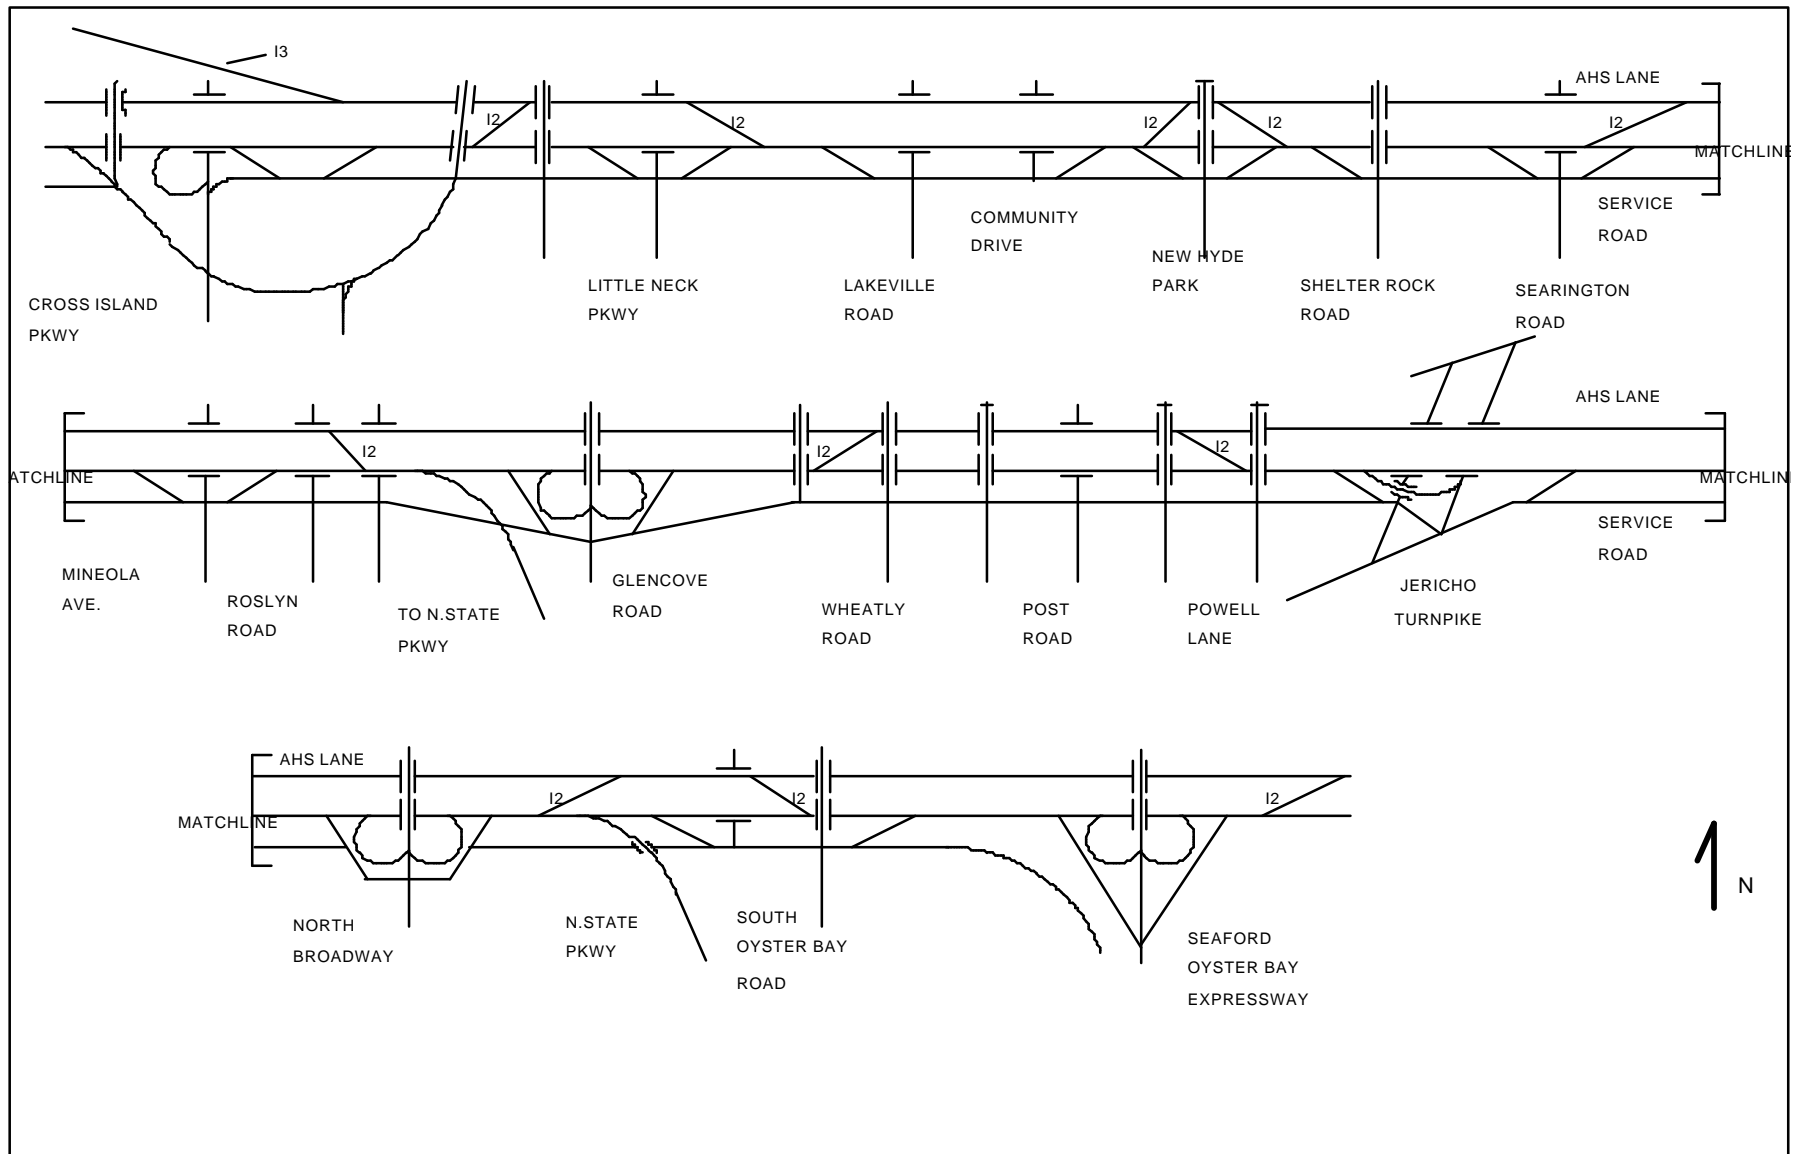 I3
AHS LANE
I2
I2
I2
I2
I2
MATCHLINE
SERVICE
ROAD
COMMUNITY
DRIVE
NEW HYDE
PARK
CROSS ISLAND
PKWY
LITTLE NECK
PKWY
LAKEVILLE
ROAD
SHELTER ROCK
ROAD
SEARINGTON
ROAD
AHS LANE
I2
I2
I2
ATCHLINE
MATCHLIN
SERVICE
ROAD
MINEOLA
AVE.
ROSLYN
ROAD
TO N.STATE
PKWY
GLENCOVE
ROAD
WHEATLY
ROAD
POST
ROAD
POWELL
LANE
JERICHO
TURNPIKE
AHS LANE
I2
I2
I2
MATCHLINE
NORTH
BROADWAY
N.STATE
PKWY
SOUTH
OYSTER BAY
ROAD
SEAFORD
OYSTER BAY
EXPRESSWAY
N